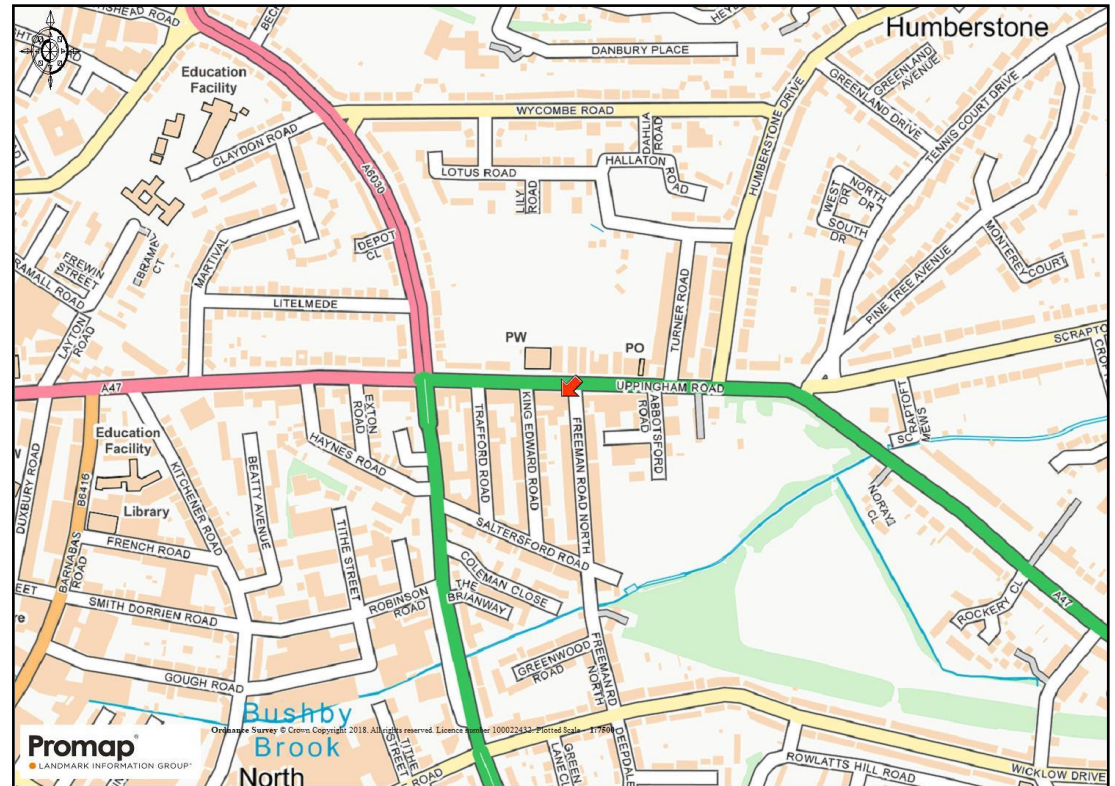 Humberstone
DANBURY PLACE
Education
Facility
WYCOMBE ROAD
CLAYDON ROAD
A6030
DAHLIA
ROAD
HALLATON
ROAD
LOTUS ROAD
LILY
ROAD
HUMBERSTONE DRIVE
GREENLAND
AVENUE
GREENLAND DRIVE
TENNIS COURT DRIVE
WEST
DR
NORTH
DR
SOUTH
DR
MONTEREY
COURT
PINE TREE AVENUE
FREWIN
STREET
BRAMAY
CT
MARTIVAL
DEPOT
CL
LITELMEDE
LAYTON
ROAD
TURNER ROAD
PW
PO
A47
UPPINGHAM ROAD
SCRAPTOFT
MEWS
Education
Facility
Library
DUXBURY ROAD
B6416
BARNABAS
ROAD
KITCHENER ROAD
BEATTY AVENUE
HAYNES ROAD
EXTON
ROAD
TRAFFORD ROAD
KING EDWARD ROAD
FREEMAN ROAD NORTH
ABBOTSFORD
ROAD
FRENCH ROAD
TITHE STREET
SALTERSFORD ROAD
COLEMAN CLOSE
THE
BRIANWAY
ROBINSON
ROAD
SMITH DORRIEN ROAD
GOUGH ROAD
GREENWOOD
ROAD
FREEMAN RD
NORTH
ROCKERY CL
A47
Bushby
Brook
Ordnance Survey © Crown Copyright 2018. All rights reserved. Licence number 100022432. Plotted Scale - 1:7500
North
TITHE
STREET
ROAD
GREEN
LANE CL
DEEPDALE
ROWLATTS HILL ROAD
WICKLOW DRIVE
Promap
LANDMARK INFORMATION GROUP